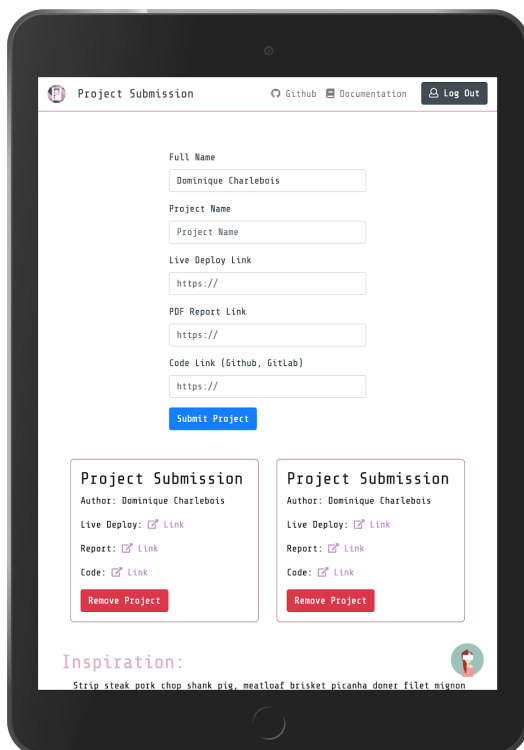 Project Submission
Github
Documentation
Log Out
Full Name
Dominique Charlebois
Project Name
Project Name
Live Deploy Link
https://
PDF Report Link
https://
Code Link (Github, GitLab)
https://
Submit Project
Project Submission
Author: Dominique Charlebois
Live Deploy: Link
Report: Link
Code: Link
Remove Project
Project Submission
Author: Dominique Charlebois
Live Deploy: Link
Report: Link
Code: Link
Remove Project
Inspiration:
Strip steak pork chop shank pig, meatloaf brisket picanha doner filet mignon